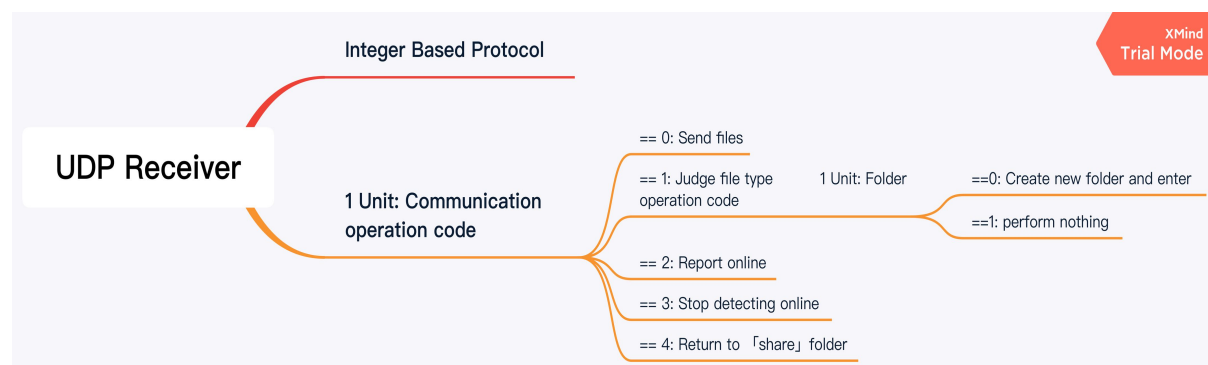 XMind
Trial Mode
Integer Based Protocol
UDP Receiver
1 Unit: Communication
operation code
== 0: Send files
== 1: Judge file type
operation code
1 Unit: Folder
==0: Create new folder and enter
==1: perform nothing
== 2: Report online
== 3: Stop detecting online
== 4: Return to 「share」folder